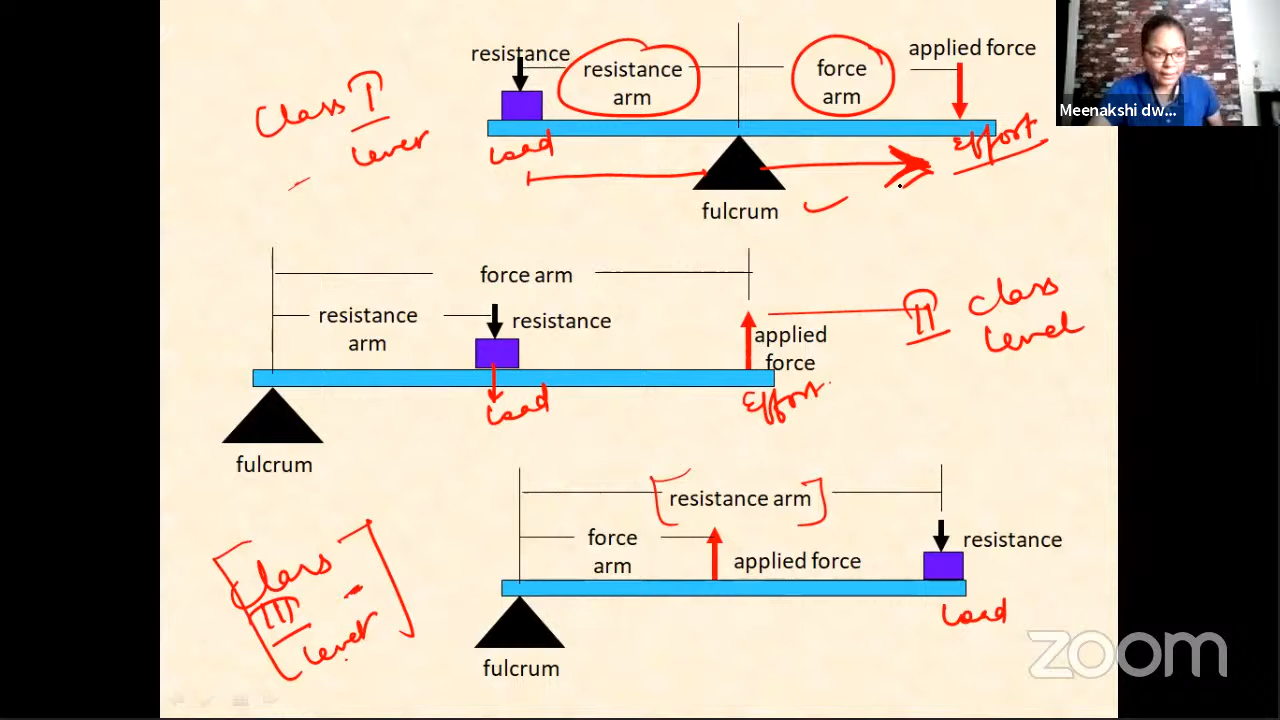 resistance
resistance
arm
force
arm
applied force
Meenakshi dw...
Class I
lever
Load
Effort
fulcrum
force arm
resistance
arm
resistance
applied
force
II Class
lever
Load
Effort
fulcrum
resistance arm
force
arm
applied force
resistance
Class
III
lever
Load
fulcrum
zoom